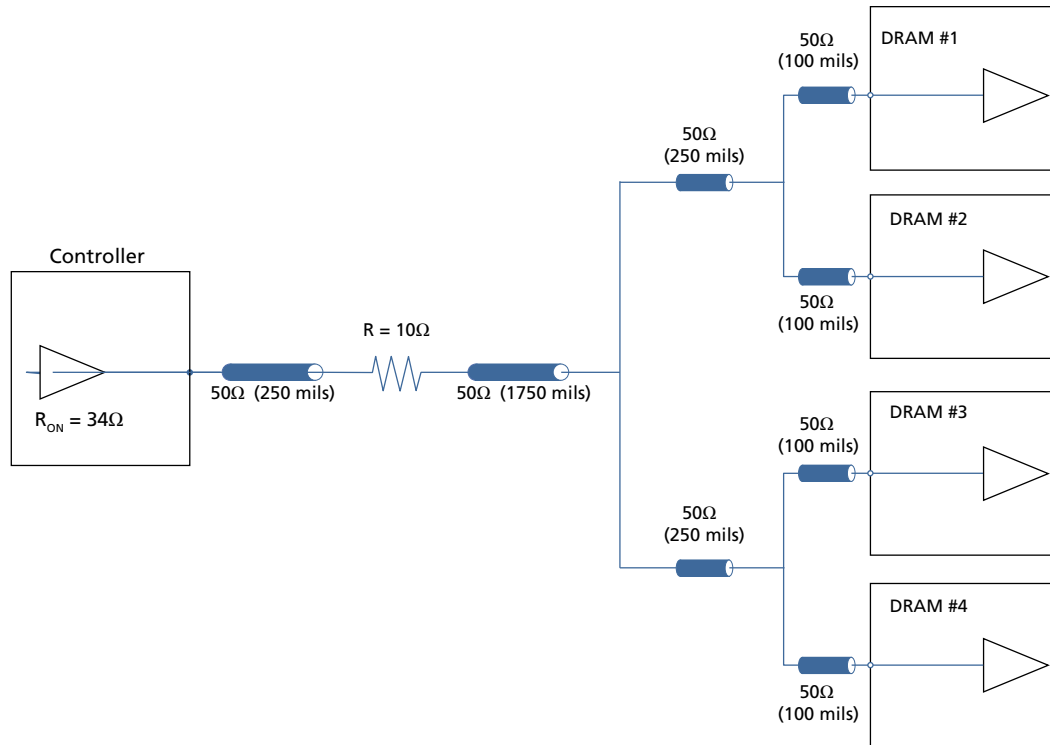 Controller
R_ON = 34Ω
50Ω (250 mils)
R = 10Ω
50Ω (1750 mils)
50Ω
(250 mils)
50Ω
(100 mils)
DRAM #1
50Ω
(100 mils)
DRAM #2
50Ω
(250 mils)
50Ω
(100 mils)
DRAM #3
50Ω
(100 mils)
DRAM #4